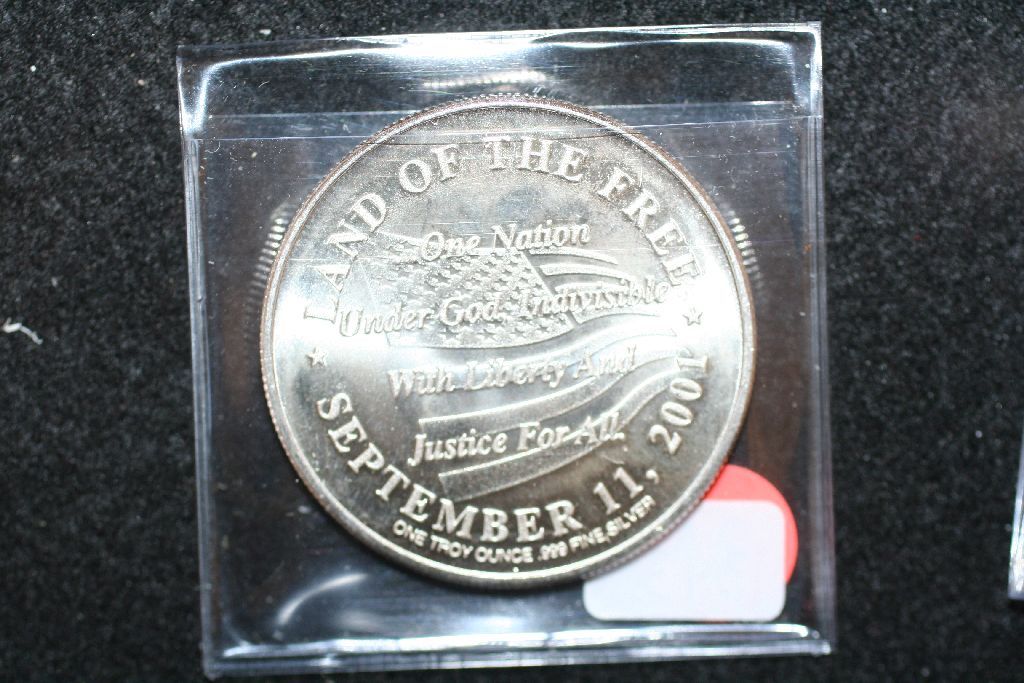 LAND OF THE FREE
One Nation
Under God, Indivisible
With Liberty And
Justice For All
SEPTEMBER 11, 2001
ONE TROY OUNCE .999 FINE SILVER